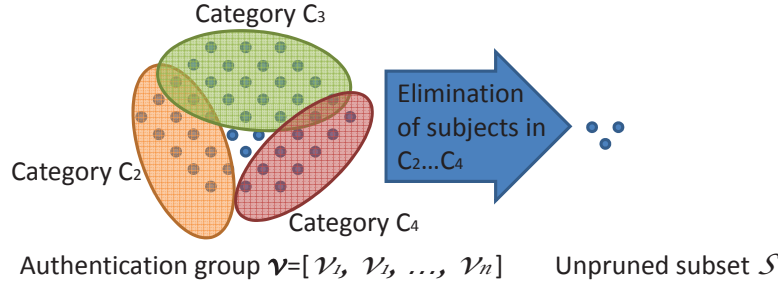 Category C₃
Elimination
of subjects in
C₂...C₄
Category C₂
Category C₄
Authentication group 𝒱=[ 𝒱₁, 𝒱₁, ..., 𝒱ₙ ]
Unpruned subset 𝒮